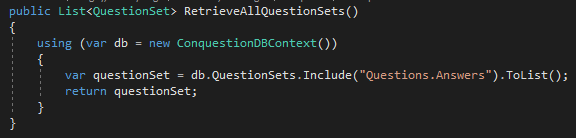 public List<QuestionSet> RetrieveAllQuestionSets()
{
using (var db = new ConquestionDBContext())
{
var questionSet = db.QuestionSets.Include("Questions.Answers").ToList();
return questionSet;
}
}